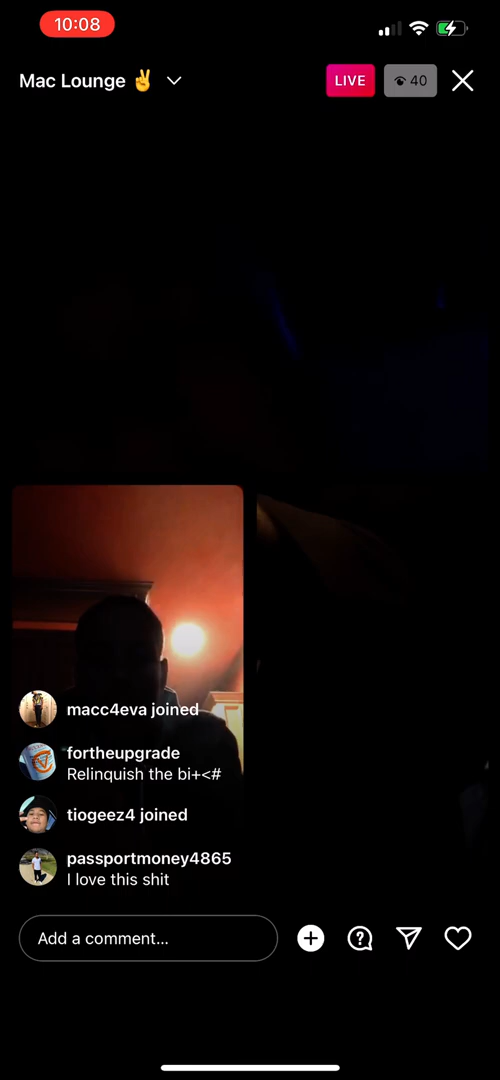 10:08
Mac Lounge ✌️
LIVE
40
macc4eva joined
fortheupgrade
Relinquish the bi+<#
tiogeez4 joined
passportmoney4865
I love this shit
Add a comment...